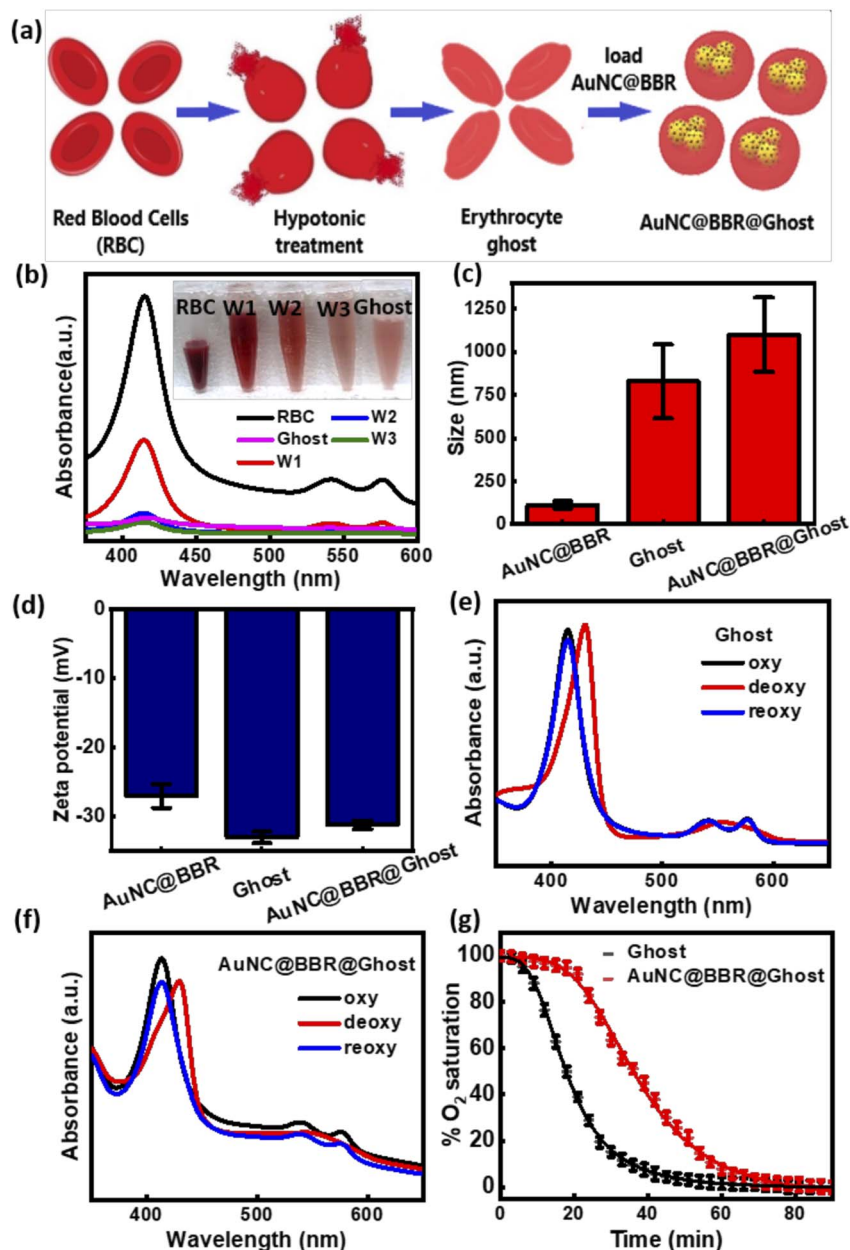 (a)
load
AuNC@BBR
Red Blood Cells
(RBC)
Hypotonic
treatment
Erythrocyte
ghost
AuNC@BBR@Ghost
(b)
Absorbance(a.u.)
RBC W1 W2 W3 Ghost
RBC
W2
Ghost
W3
W1
400 450 500 550 600
Wavelength (nm)
(c)
Size (nm)
1250
1000
750
500
250
0
AuNC@BBR
Ghost
AuNC@BBR@Ghost
(d)
Zeta potential (mV)
0
-10
-20
-30
AuNC@BBR
Ghost
AuNC@BBR@Ghost
(e)
Absorbance (a.u.)
Ghost
oxy
deoxy
reoxy
400 500 600
Wavelength (nm)
(f)
Absorbance (a.u.)
AuNC@BBR@Ghost
oxy
deoxy
reoxy
400 500 600
Wavelength (nm)
(g)
% O₂ saturation
100
80
60
40
20
0
Ghost
AuNC@BBR@Ghost
0 20 40 60 80
Time (min)